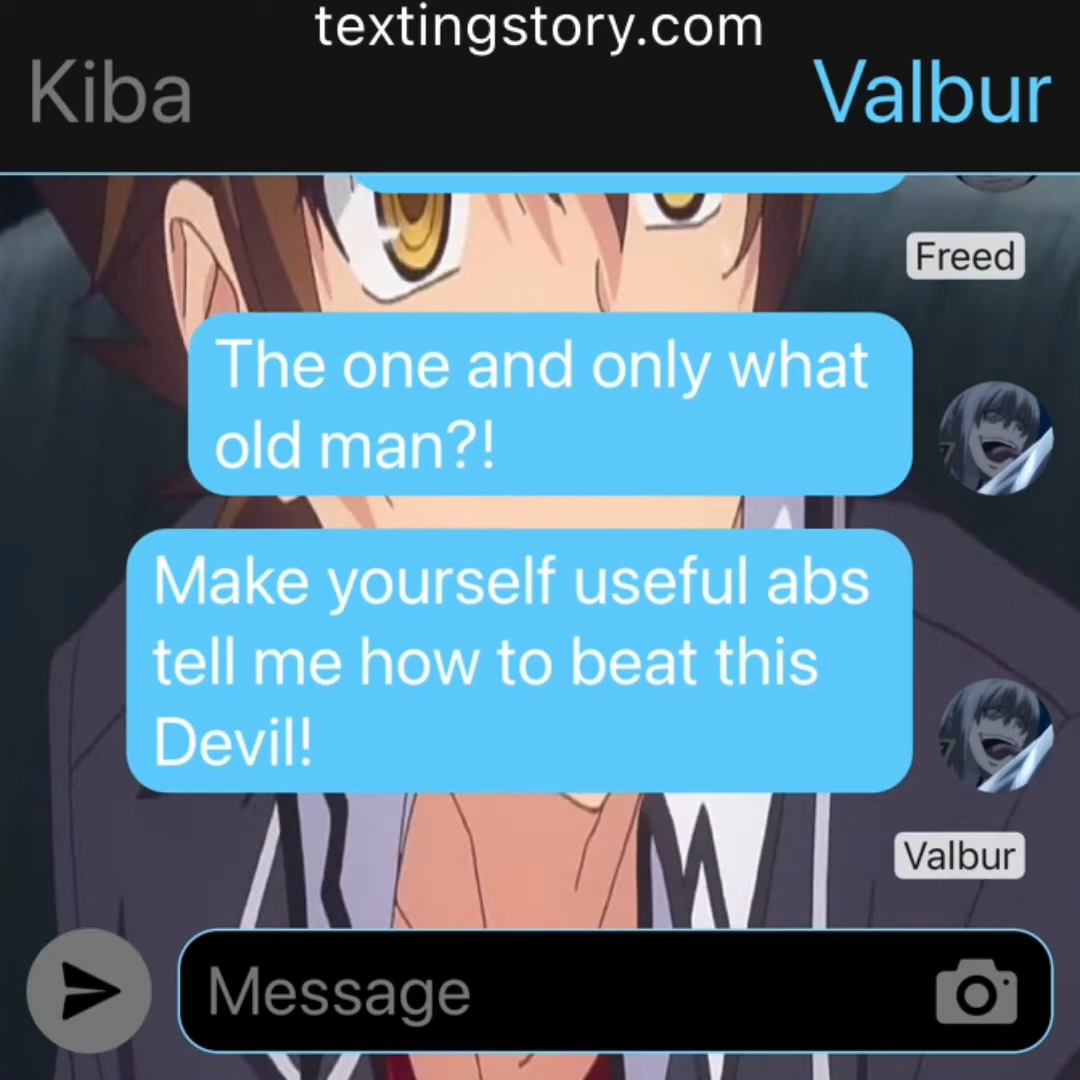 textingstory.com
Kiba
Valbur
Freed
The one and only what
old man?!
Make yourself useful abs
tell me how to beat this
Devil!
Valbur
Message